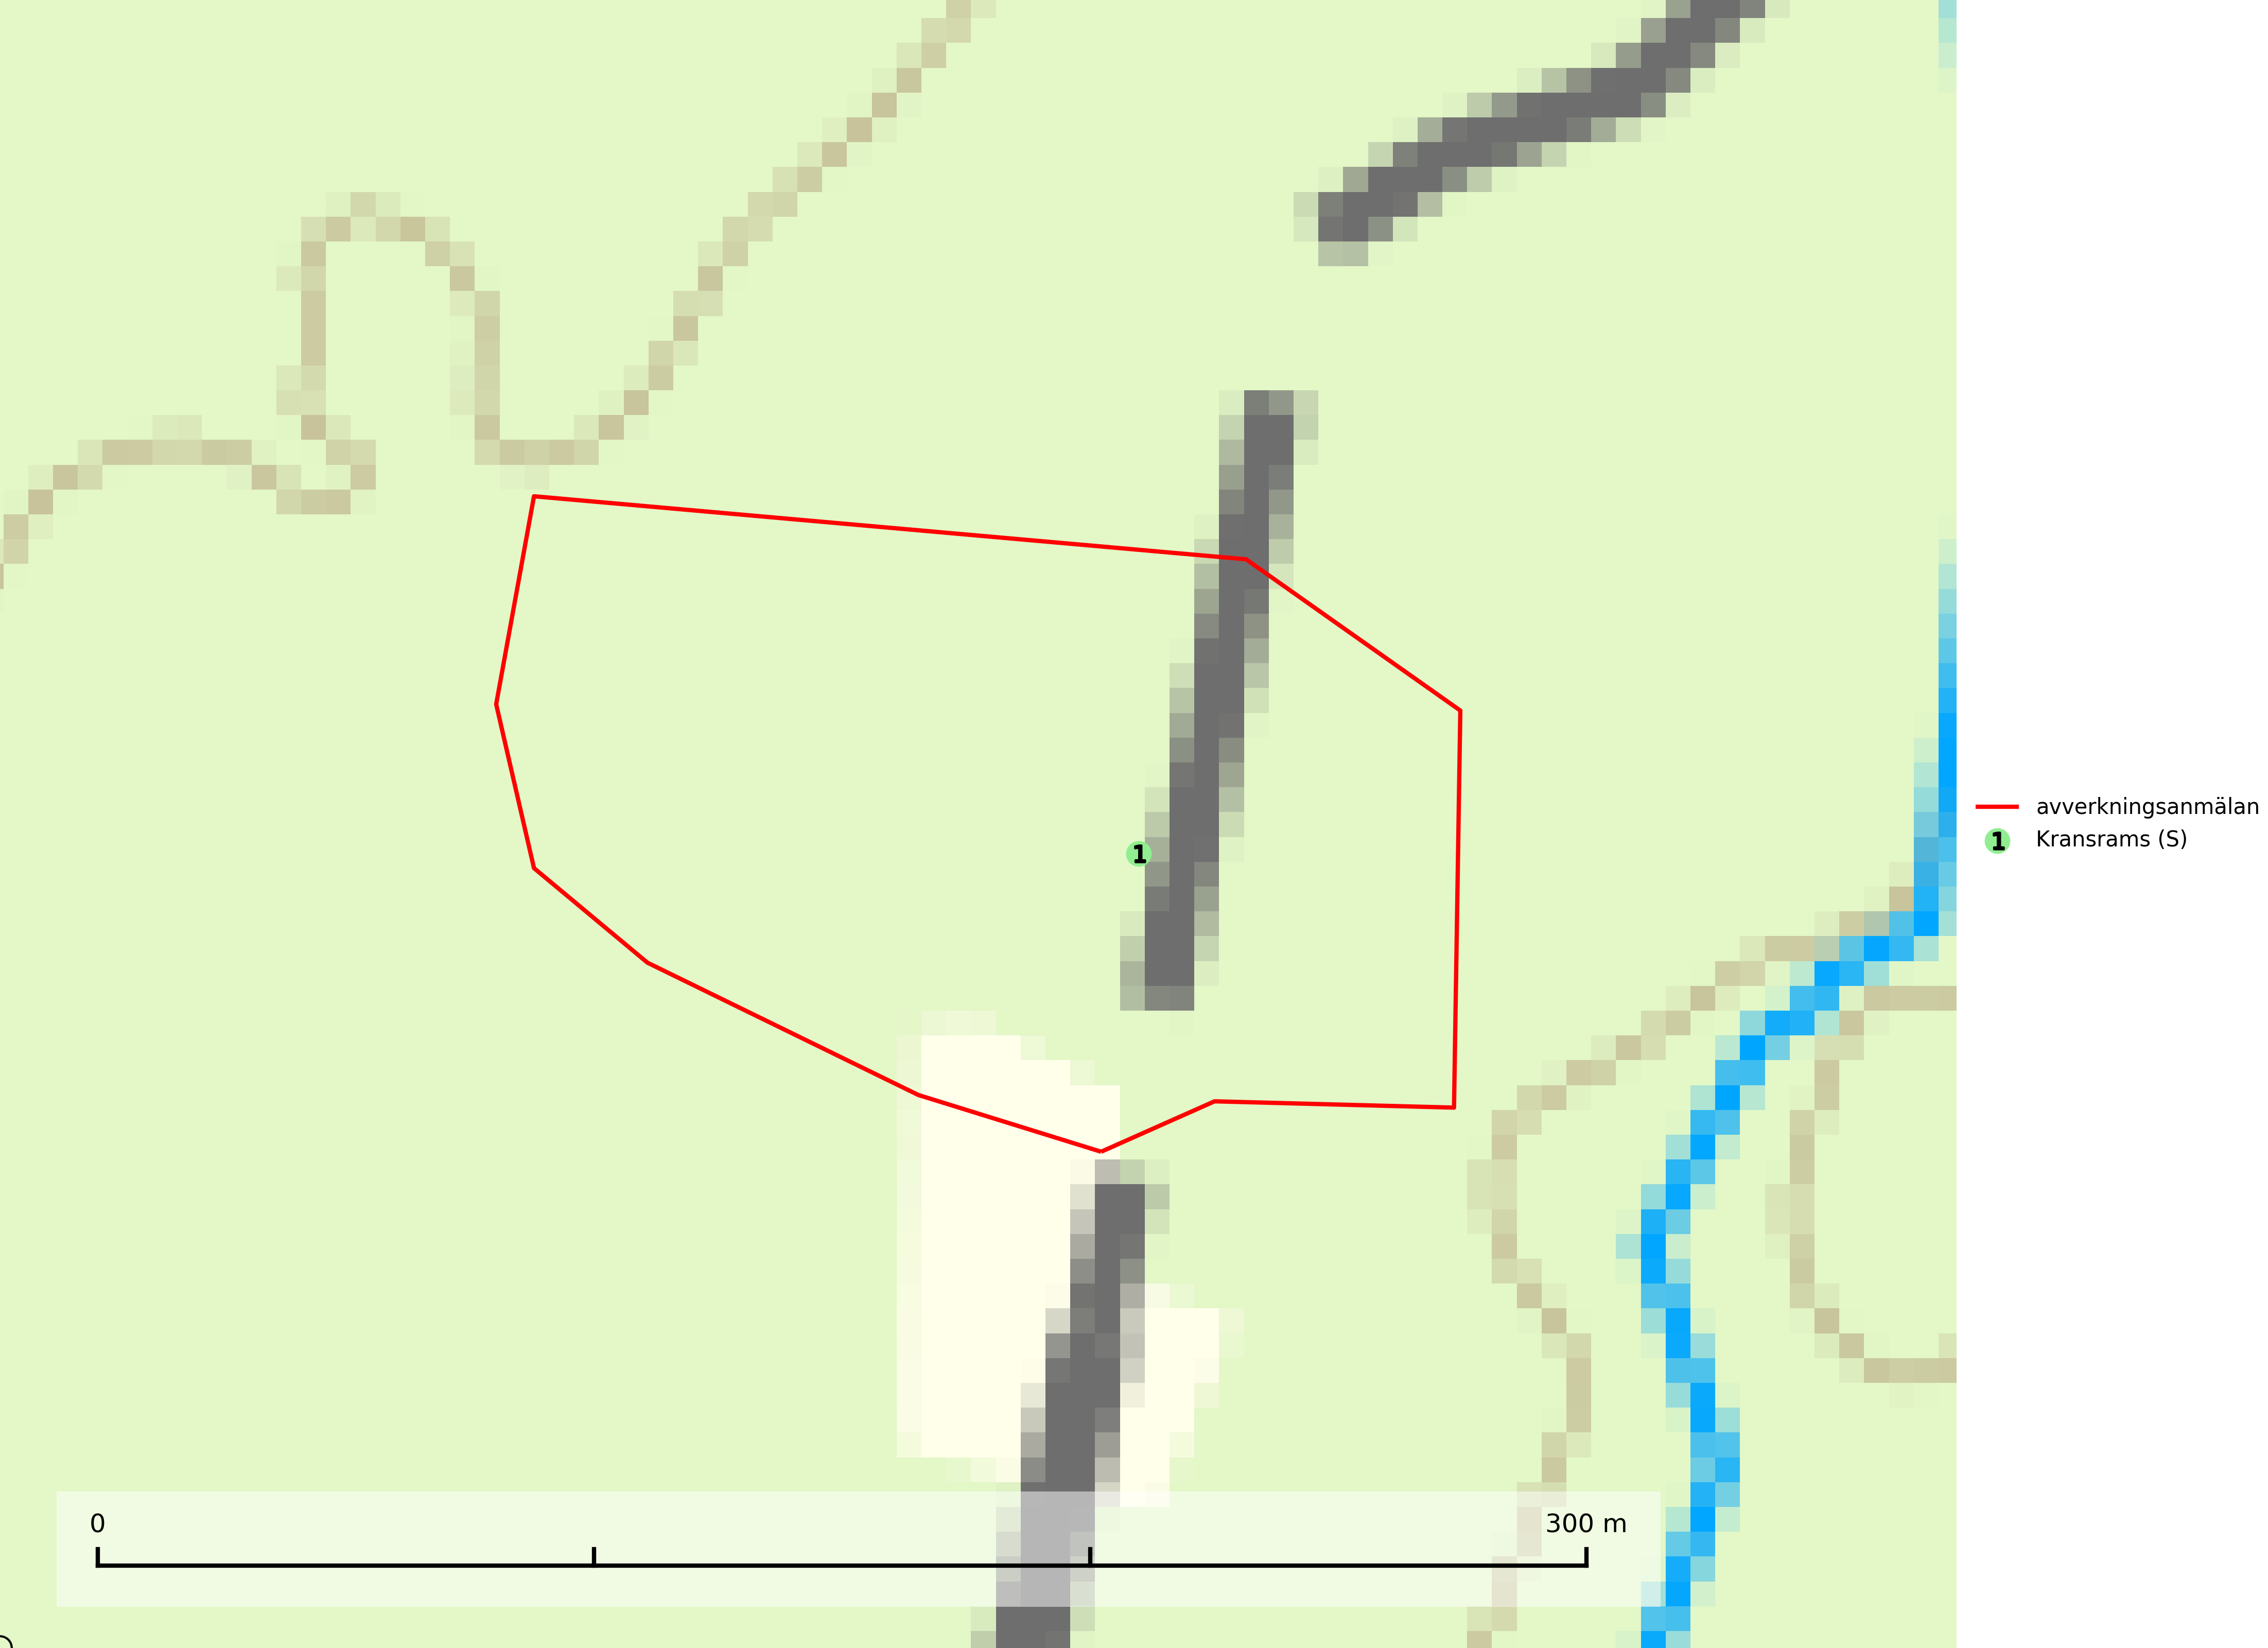 1
avverkningsanmälan
1 Kransrams (S)
0 300 m